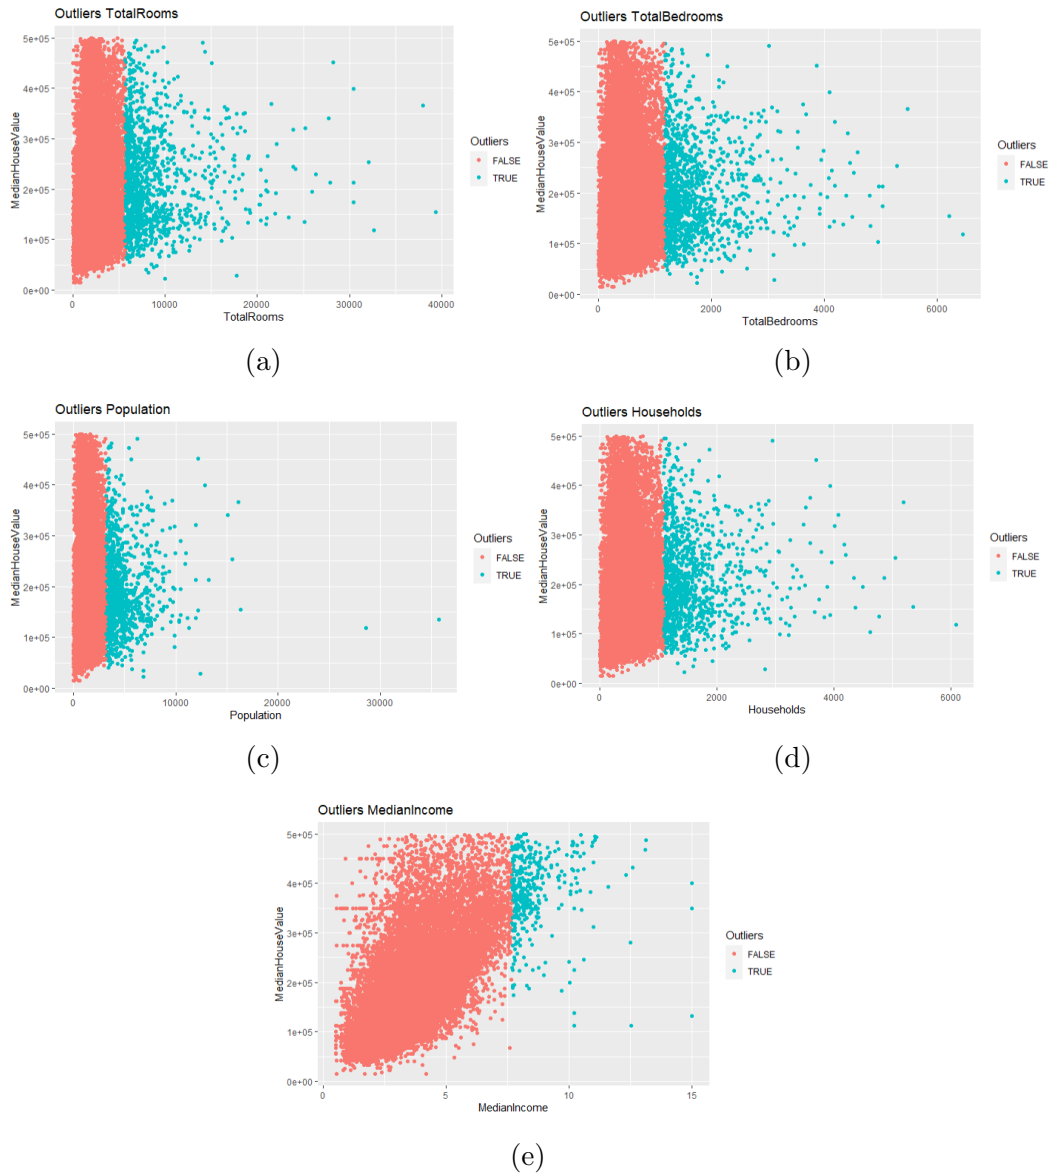 Outliers TotalRooms
5e+05
4e+05
3e+05
2e+05
1e+05
0e+00
MedianHouseValue
0 10000 20000 30000 40000
TotalRooms
Outliers
FALSE
TRUE
(a)
Outliers TotalBedrooms
5e+05
4e+05
3e+05
2e+05
1e+05
0e+00
MedianHouseValue
0 2000 4000 6000
TotalBedrooms
Outliers
FALSE
TRUE
(b)
Outliers Population
5e+05
4e+05
3e+05
2e+05
1e+05
0e+00
MedianHouseValue
0 10000 20000 30000
Population
Outliers
FALSE
TRUE
(c)
Outliers Households
5e+05
4e+05
3e+05
2e+05
1e+05
0e+00
MedianHouseValue
0 2000 4000 6000
Households
Outliers
FALSE
TRUE
(d)
Outliers MedianIncome
5e+05
4e+05
3e+05
2e+05
1e+05
0e+00
MedianHouseValue
0 5 10 15
MedianIncome
Outliers
FALSE
TRUE
(e)